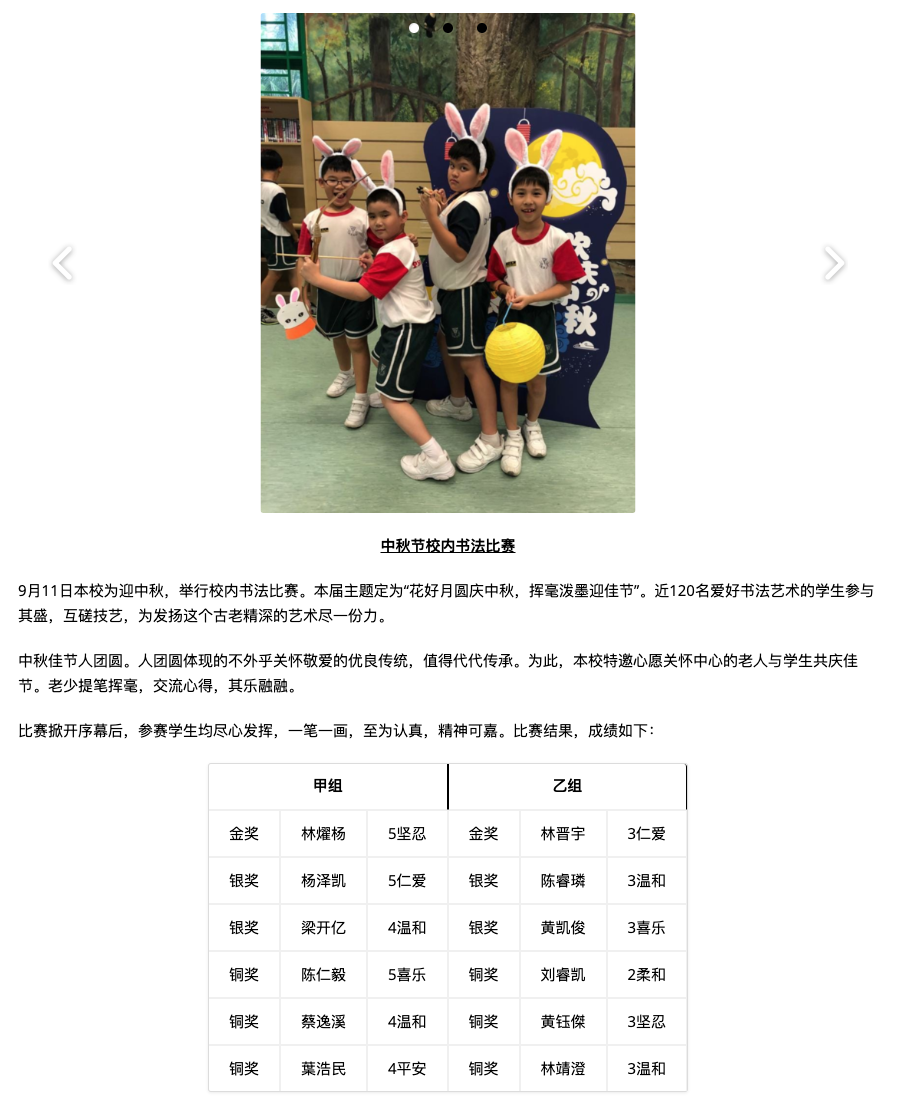 欢庆中秋
中秋节校内书法比赛
9月11日本校为迎中秋，举行校内书法比赛。本届主题定为“花好月圆庆中秋，挥毫泼墨迎佳节”。近120名爱好书法艺术的学生参与
其盛，互磋技艺，为发扬这个古老精深的艺术尽一份力。
中秋佳节人团圆。人团圆体现的不外乎关怀敬爱的优良传统，值得代代传承。为此，本校特邀心愿关怀中心的老人与学生共庆佳
节。老少提笔挥毫，交流心得，其乐融融。
比赛掀开序幕后，参赛学生均尽心发挥，一笔一画，至为认真，精神可嘉。比赛结果，成绩如下：
甲组 乙组
金奖 林燿杨 5坚忍 金奖 林晋宇 3仁爱
银奖 杨泽凯 5仁爱 银奖 陈睿璘 3温和
银奖 梁开亿 4温和 银奖 黄凯俊 3喜乐
铜奖 陈仁毅 5喜乐 铜奖 刘睿凯 2柔和
铜奖 蔡逸溪 4温和 铜奖 黄钰傑 3坚忍
铜奖 葉浩民 4平安 铜奖 林靖澄 3温和